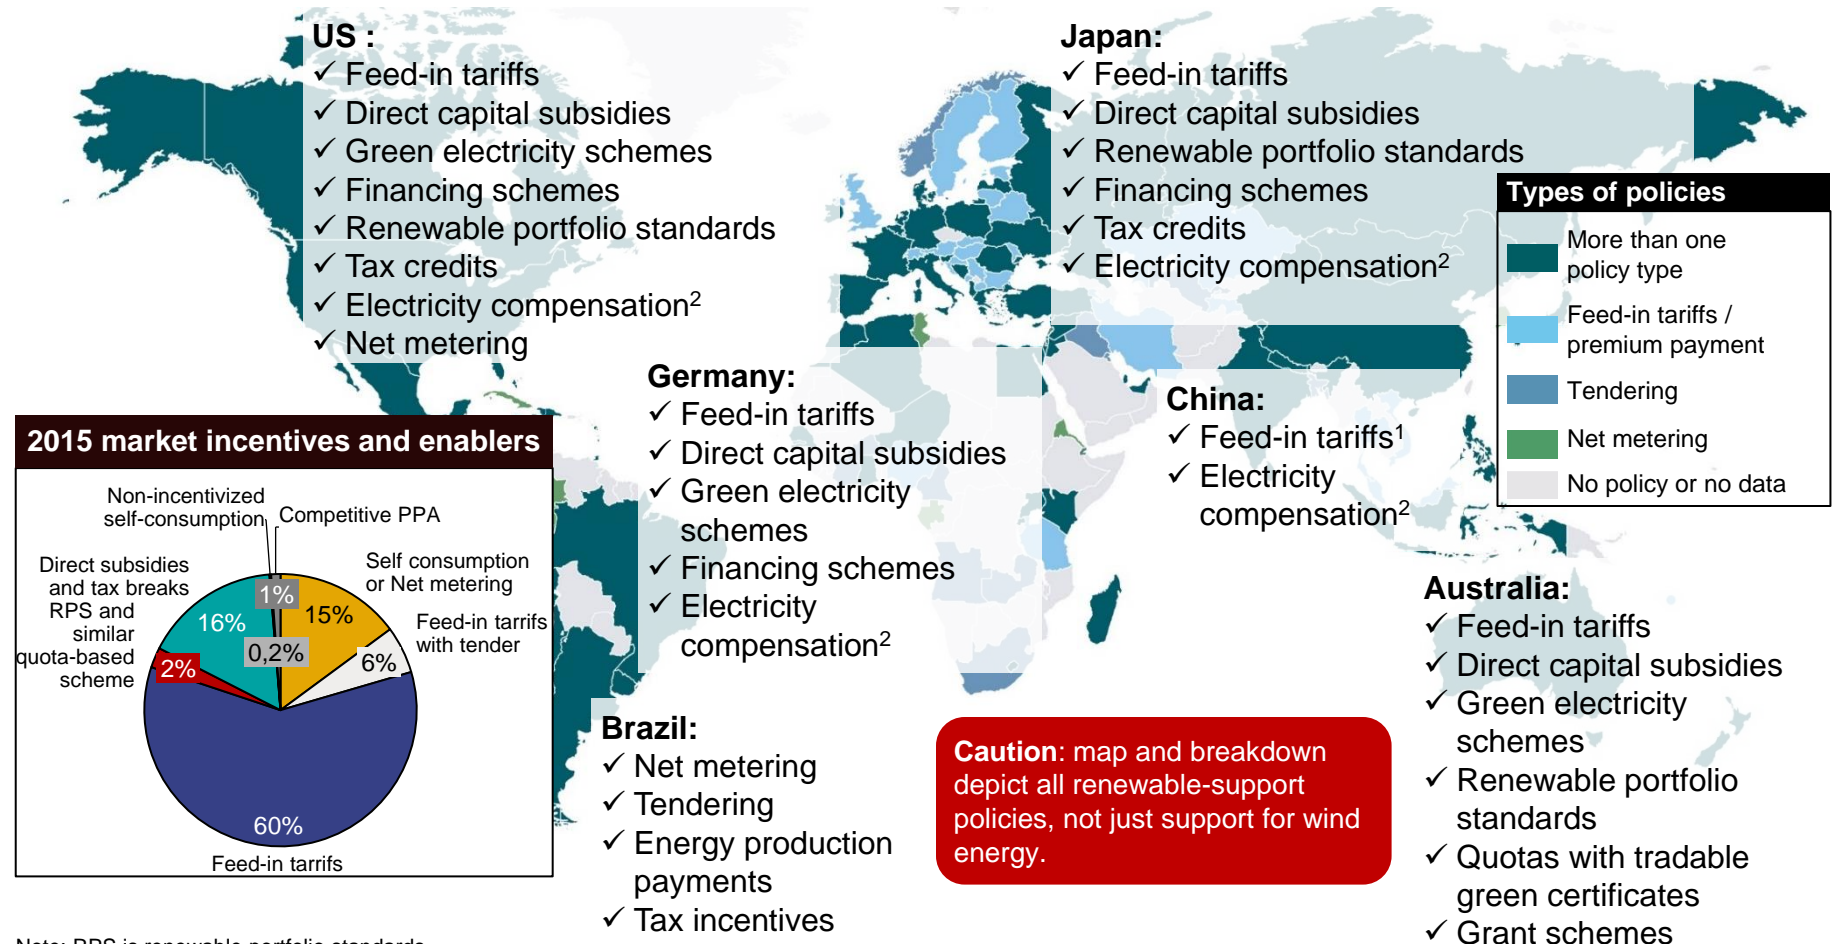 US :
✓ Feed-in tariffs
✓ Direct capital subsidies
✓ Green electricity schemes
✓ Financing schemes
✓ Renewable portfolio standards
✓ Tax credits
✓ Electricity compensation²
✓ Net metering
Japan:
✓ Feed-in tariffs
✓ Direct capital subsidies
✓ Renewable portfolio standards
✓ Financing schemes
✓ Tax credits
✓ Electricity compensation²
Types of policies
More than one
policy type
Feed-in tariffs /
premium payment
Tendering
Net metering
No policy or no data
Germany:
✓ Feed-in tariffs
✓ Direct capital subsidies
✓ Green electricity
schemes
✓ Financing schemes
✓ Electricity
compensation²
China:
✓ Feed-in tariffs¹
✓ Electricity
compensation²
2015 market incentives and enablers
Non-incentivized
self-consumption
Competitive PPA
Direct subsidies
and tax breaks
RPS and
similar
quota-based
scheme
Self consumption
or Net metering
Feed-in tarrifs
with tender
1%
16%
15%
0,2%
2%
6%
60%
Feed-in tarrifs
Brazil:
✓ Net metering
✓ Tendering
✓ Energy production
payments
✓ Tax incentives
Caution: map and breakdown
depict all renewable-support
policies, not just support for wind
energy.
Australia:
✓ Feed-in tariffs
✓ Direct capital subsidies
✓ Green electricity
schemes
✓ Renewable portfolio
standards
✓ Quotas with tradable
green certificates
✓ Grant schemes
Note: RPS is renewable portfolio standards